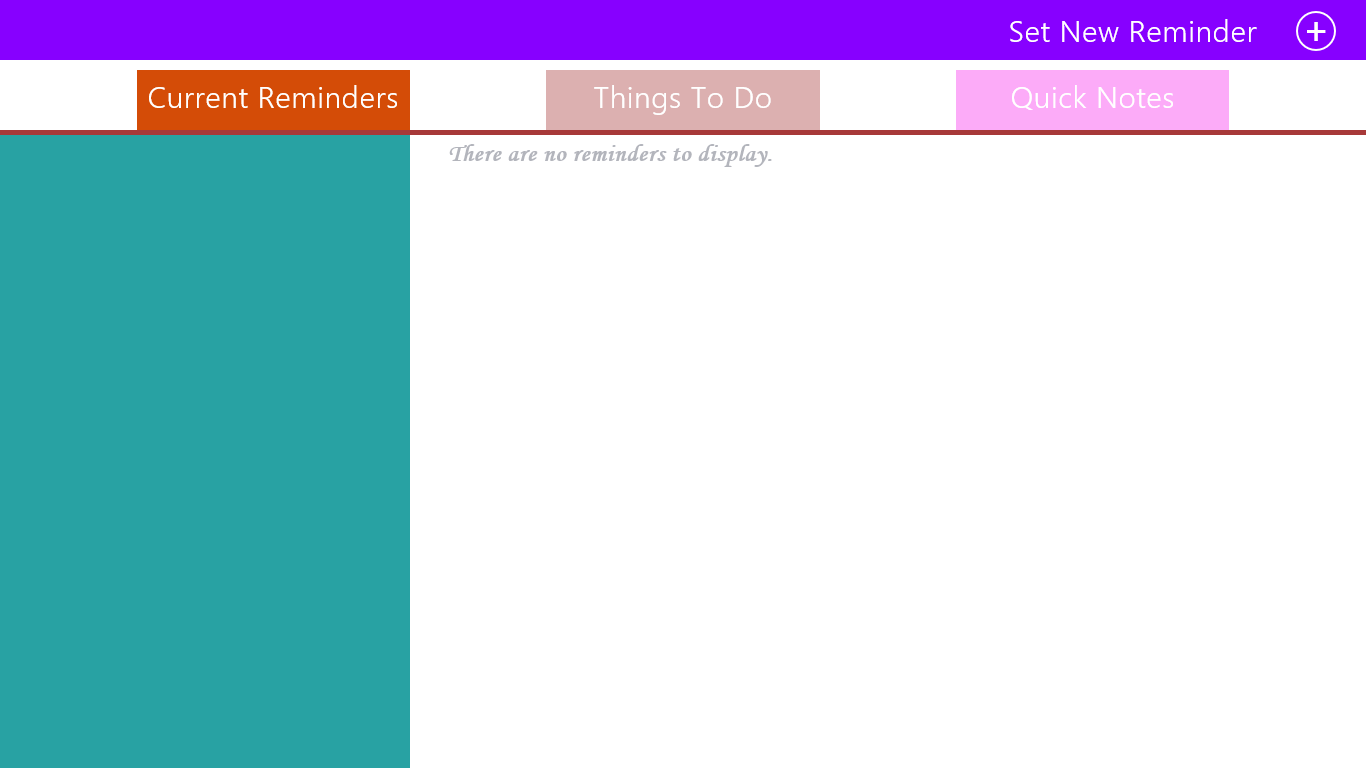 Set New Reminder
Current Reminders
Things To Do
Quick Notes
There are no reminders to display.